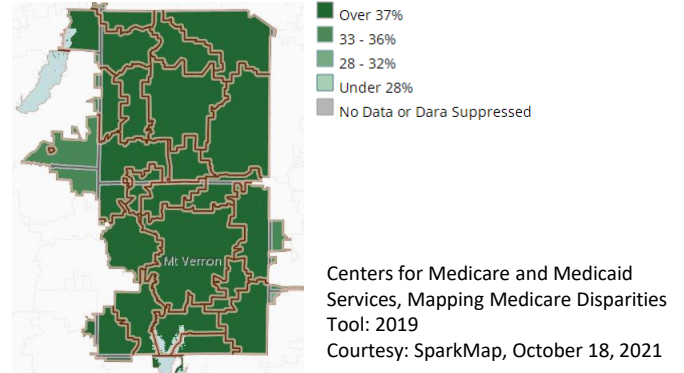 Over 37%
33 - 36%
28 - 32%
Under 28%
No Data or Dara Suppressed
Mt Vernon
Centers for Medicare and Medicaid
Services, Mapping Medicare Disparities
Tool: 2019
Courtesy: SparkMap, October 18, 2021